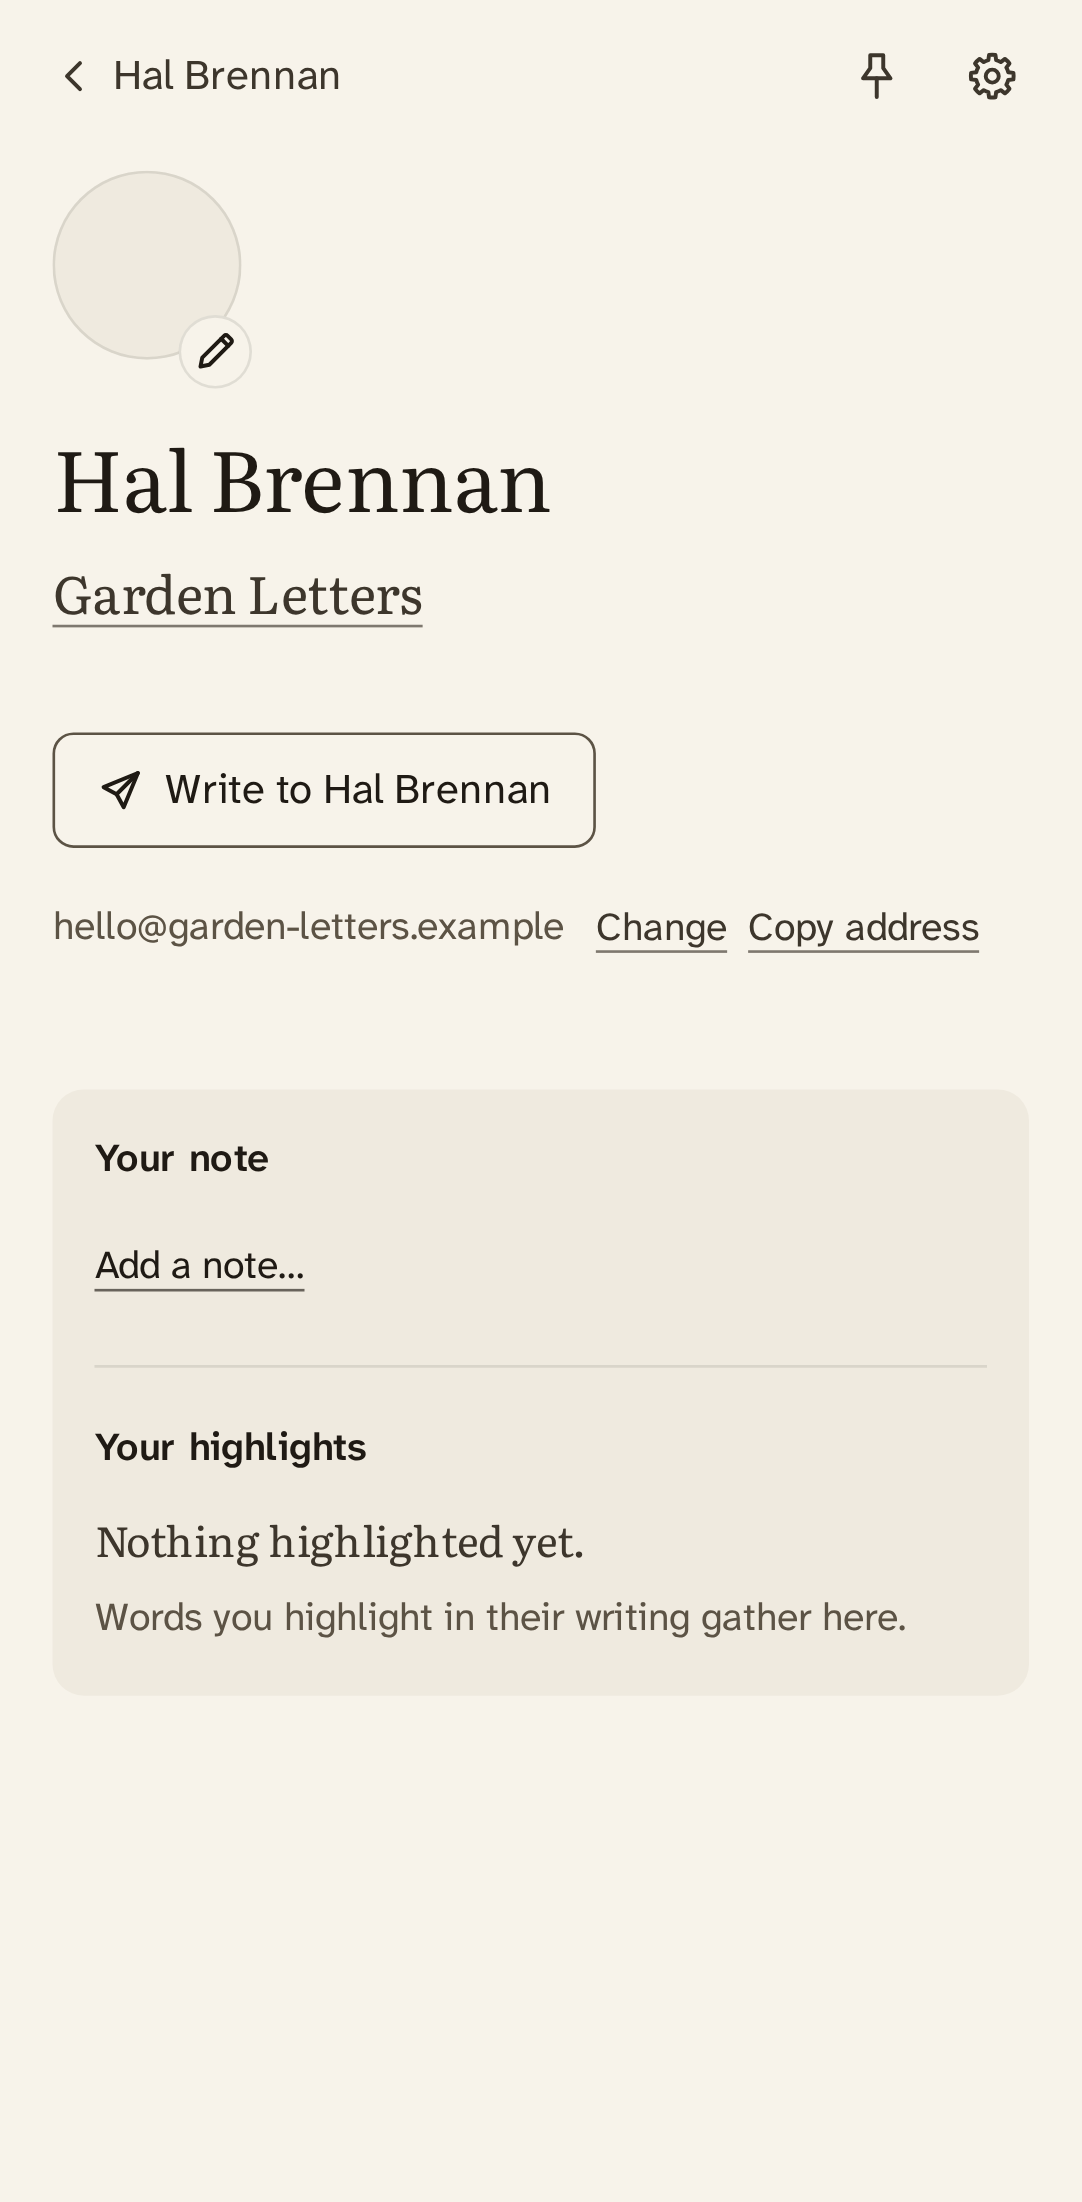 Hal Brennan
Hal Brennan
Garden Letters
Write to Hal Brennan
hello@garden-letters.example Change Copy address
Your note
Add a note...
Your highlights
Nothing highlighted yet.
Words you highlight in their writing gather here.